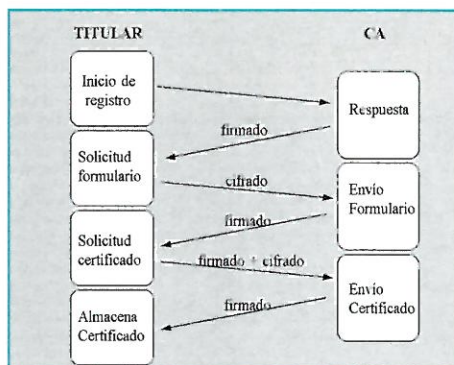 TITULAR
CA
Inicio de
registro
Respuesta
firmado
Solicitud
formulario
cifrado
Envío
Formulario
firmado
Solicitud
certificado
firmado + cifrado
Envío
Certificado
firmado
Almacena
Certificado